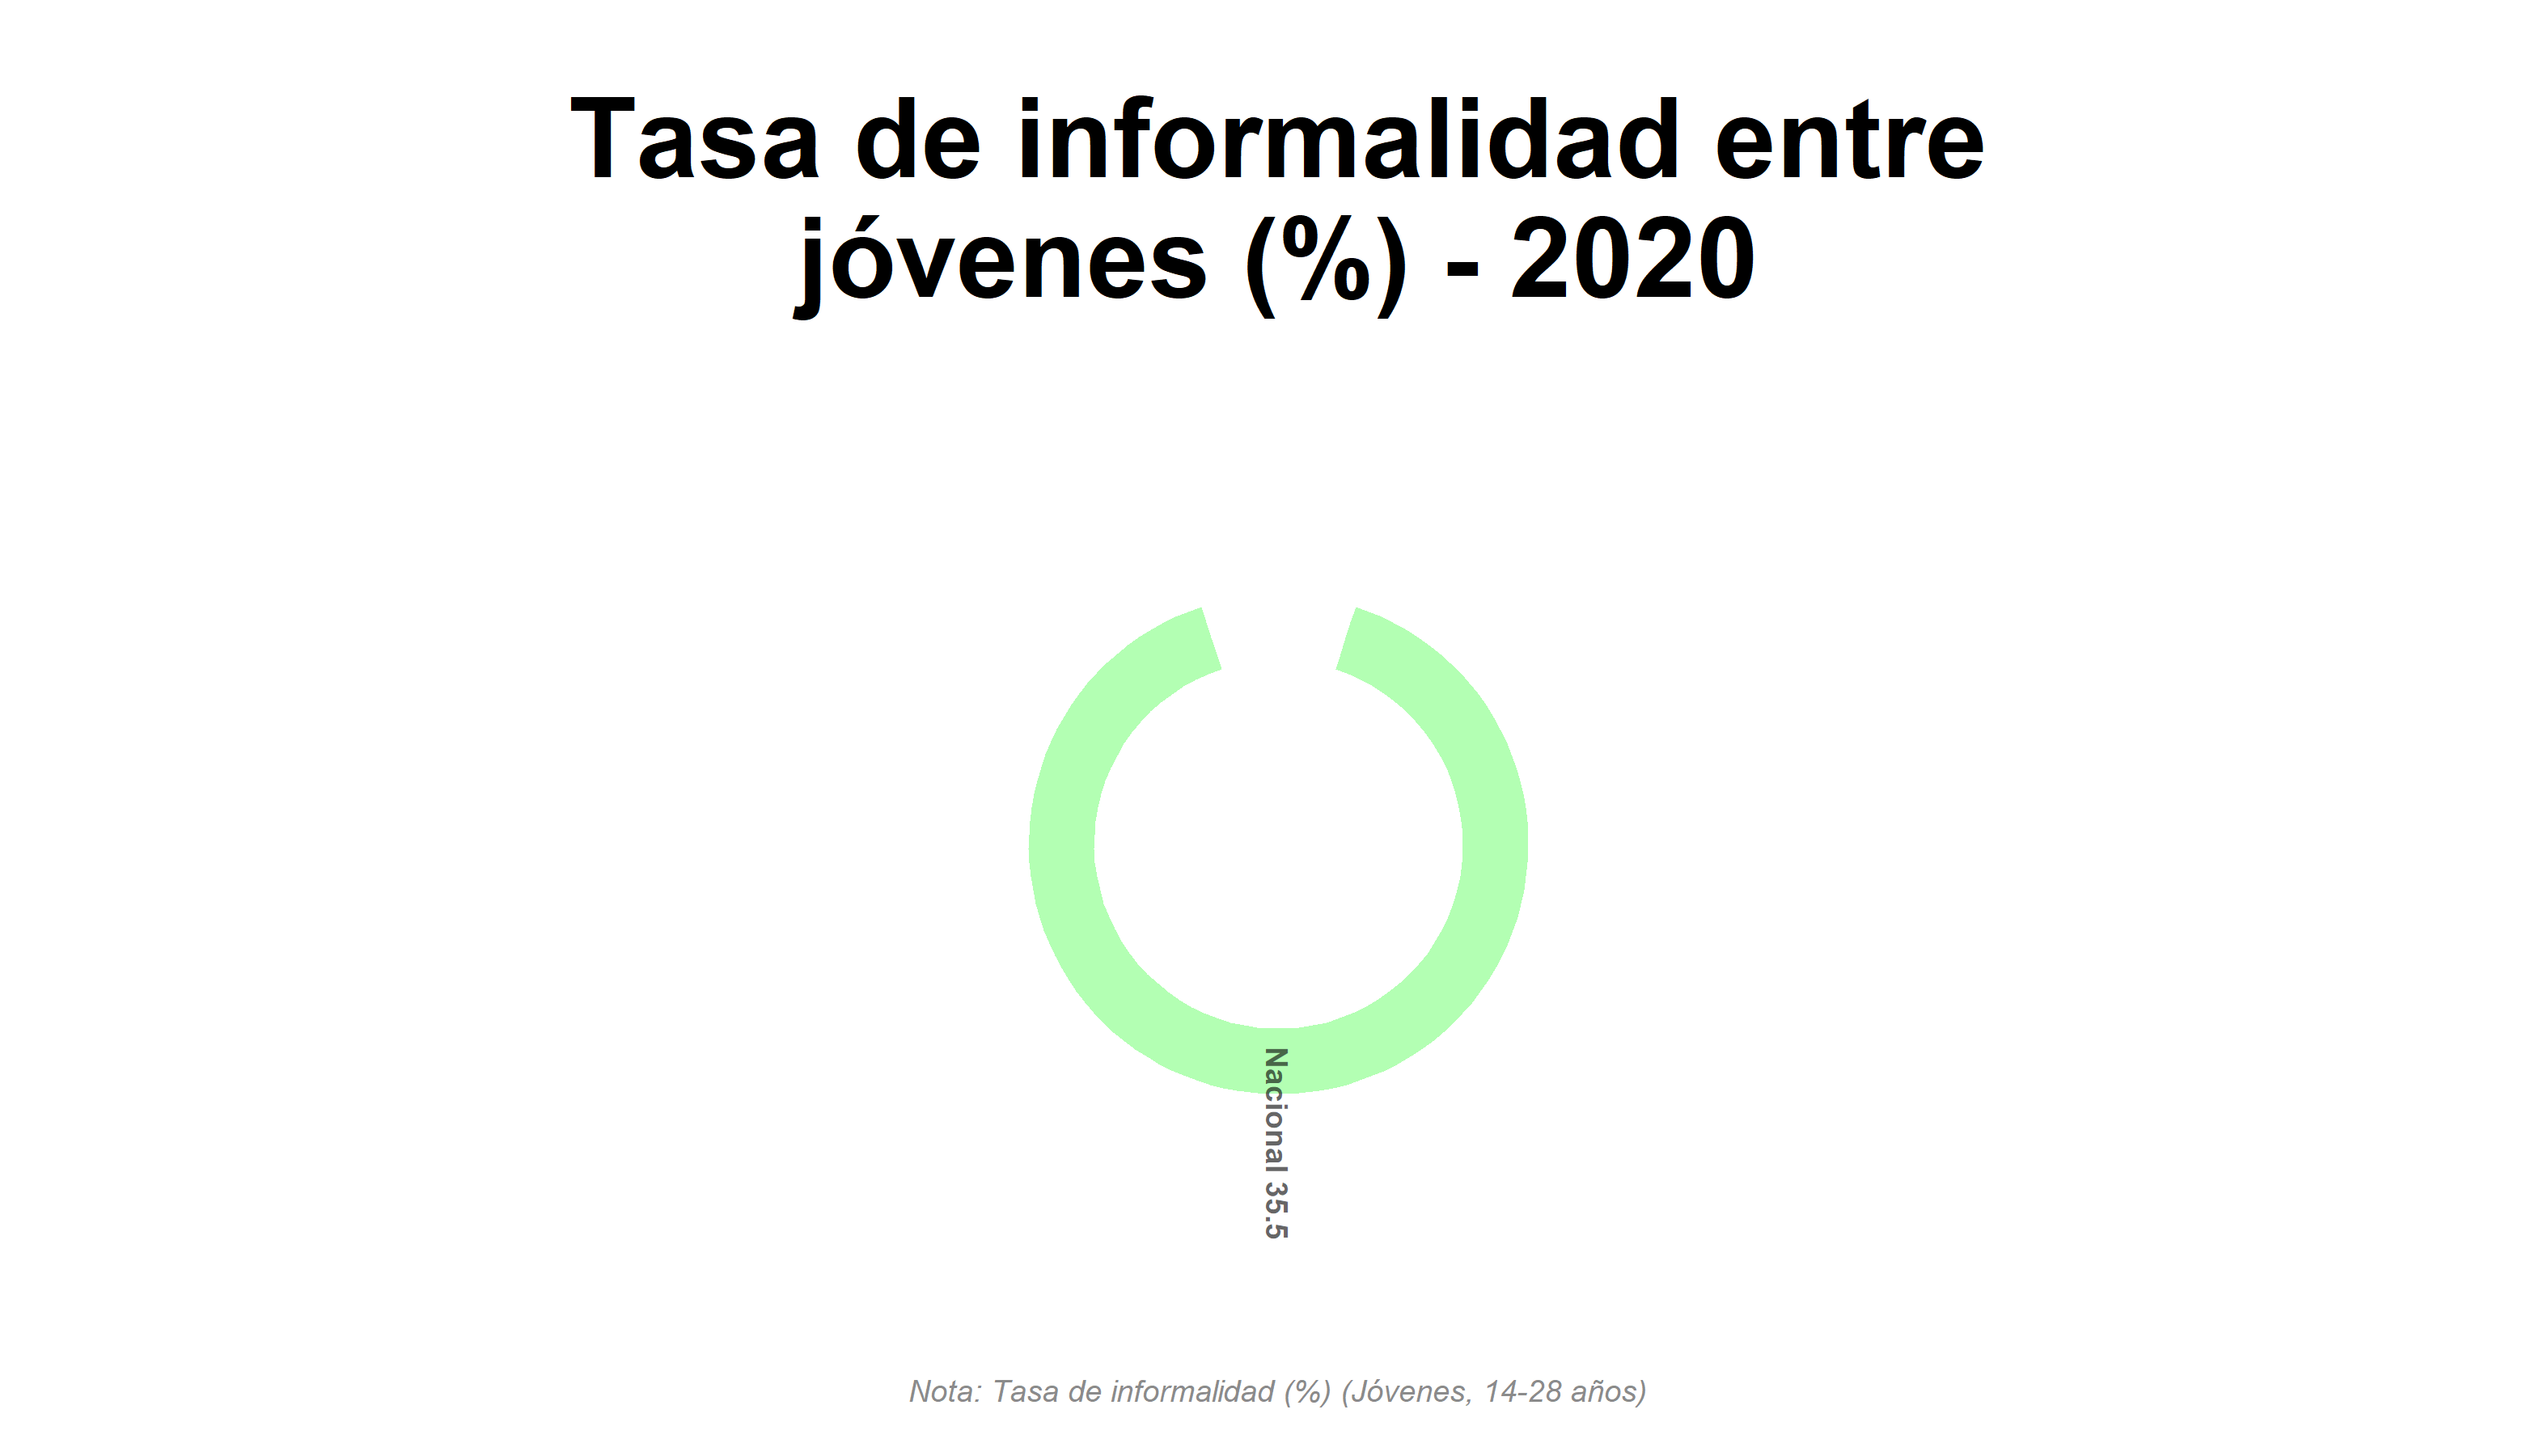 Tasa de informalidad entre
jóvenes (%) - 2020
Nacional 35.5
Nota: Tasa de informalidad (%) (Jóvenes, 14-28 años)